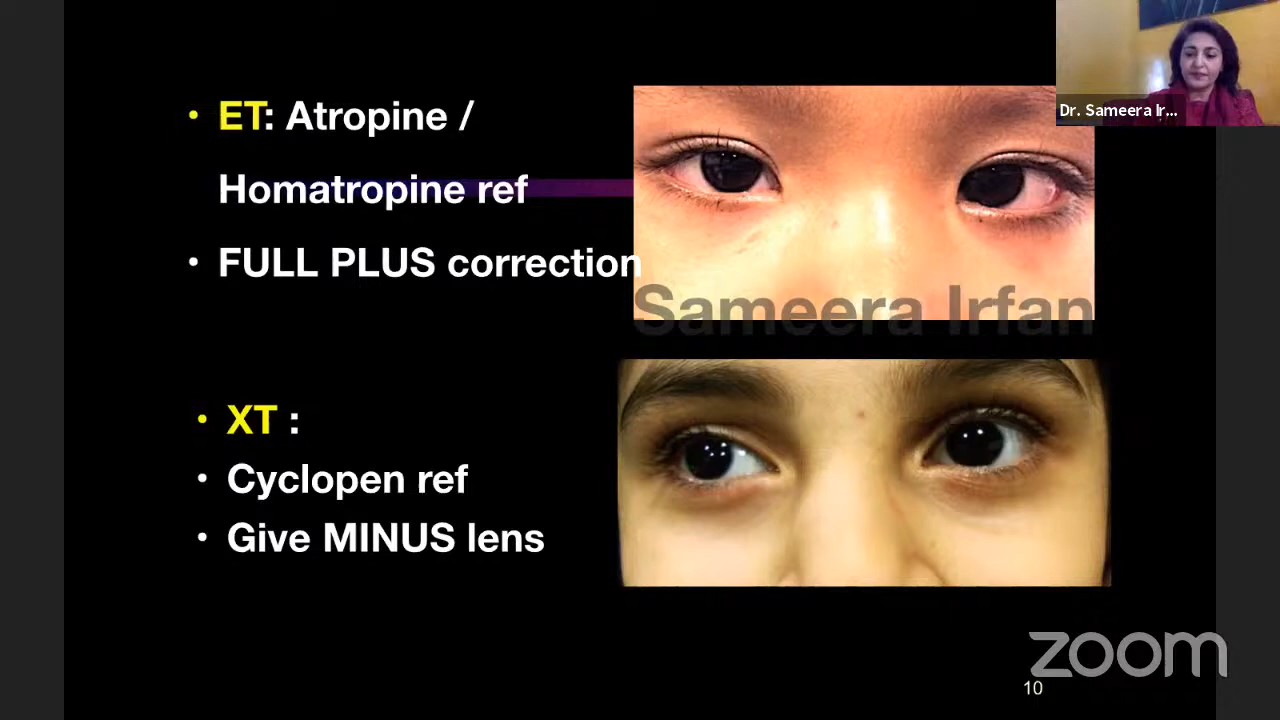 • ET: Atropine /
Homatropine ref
• FULL PLUS correction
• XT :
• Cyclopen ref
• Give MINUS lens
Dr. Sameera Ir...
Sameera Irfan
zoom
10